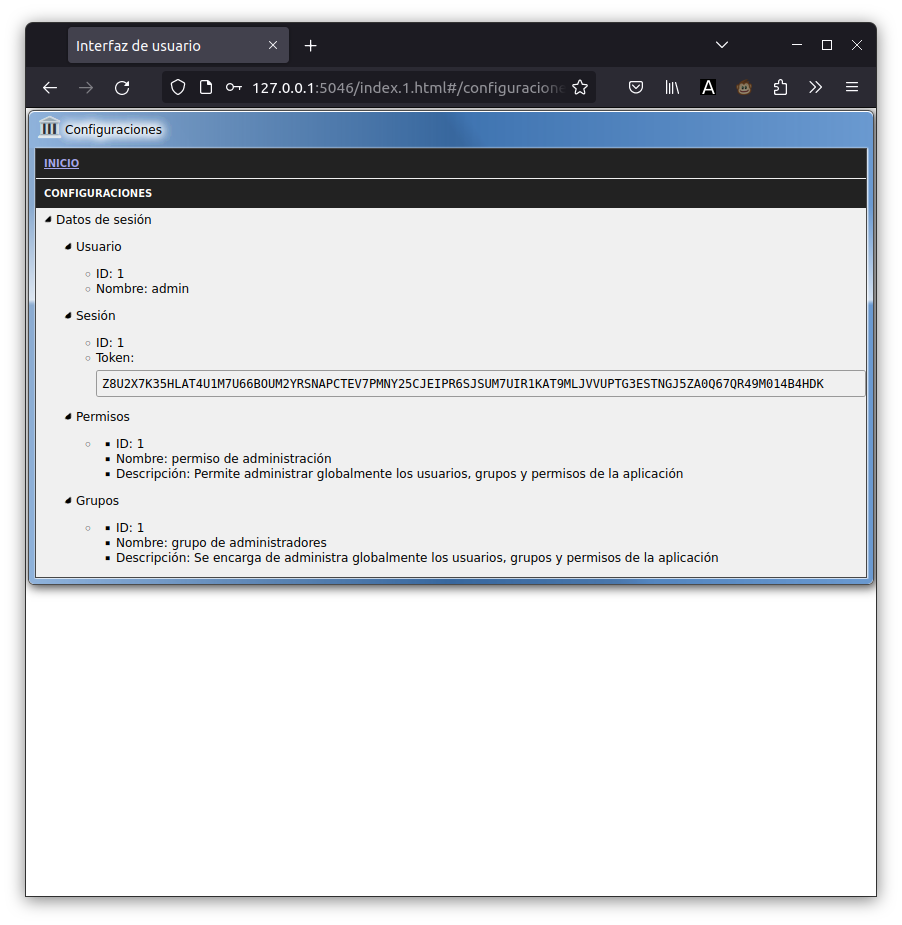 Interfaz de usuario
127.0.0.1:5046/index.1.html#/configuracione
A
Configuraciones
INICIO
CONFIGURACIONES
Datos de sesión
Usuario
ID: 1
Nombre: admin
Sesión
ID: 1
Token:
Z8U2X7K35HLAT4U1M7U66BOUM2YRSNAPCTEV7PMNY25CJEIPR6SJSUM7UIR1KAT9MLJVVUPTG3ESTNGJ5ZA0Q67QR49M014B4HDK
Permisos
ID: 1
Nombre: permiso de administración
Descripción: Permite administrar globalmente los usuarios, grupos y permisos de la aplicación
Grupos
ID: 1
Nombre: grupo de administradores
Descripción: Se encarga de administra globalmente los usuarios, grupos y permisos de la aplicación